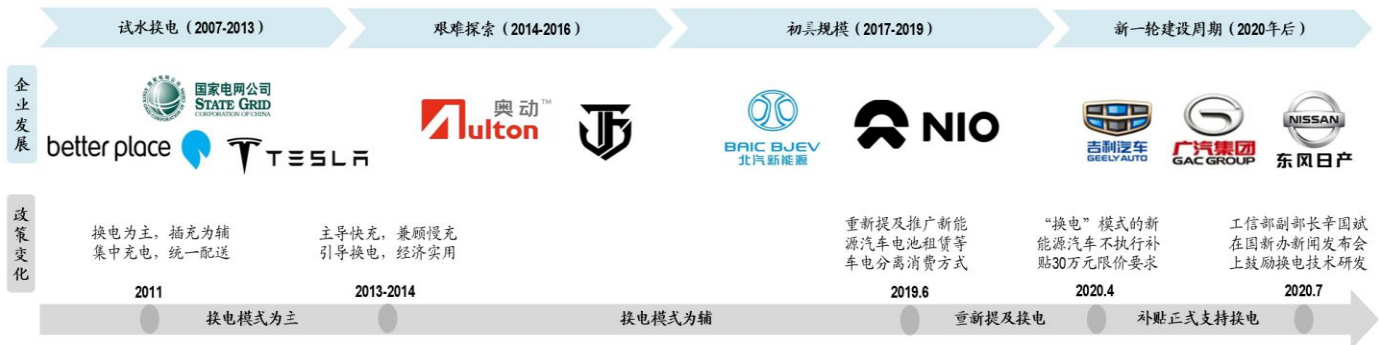 试水换电（2007-2013）
艰难探索（2014-2016）
初具规模（2017-2019）
新一轮建设周期（2020年后）
企业发展
国家电网公司
STATE GRID
CORPORATION OF CHINA
better place
TESLA
奥动™
Aulton
BAIC BJEV
北汽新能源
NIO
吉利汽车
GEELY AUTO
广汽集团
GAC GROUP
NISSAN
东风日产
政策变化
换电为主，插充为辅
集中充电，统一配送
主导快充，兼顾慢充
引导换电，经济实用
重新提及推广新能
源汽车电池租赁等
车电分离消费方式
“换电”模式的新
能源汽车不执行补
贴30万元限价要求
工信部副部长辛国斌
在国新办新闻发布会
上鼓励换电技术研发
2011
2013-2014
2019.6
2020.4
2020.7
换电模式为主
换电模式为辅
重新提及换电
补贴正式支持换电